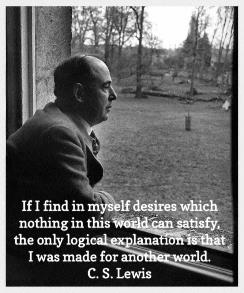 If I find in myself desires which
nothing in this world can satisfy,
the only logical explanation is that
I was made for another world.
C. S. Lewis